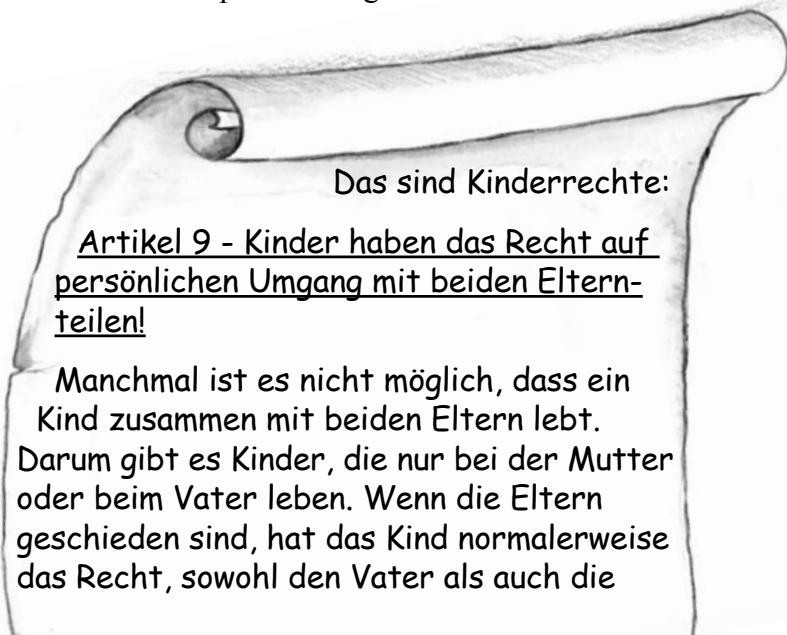 Das sind Kinderrechte:
Artikel 9 - Kinder haben das Recht auf
persönlichen Umgang mit beiden Eltern-
teilen!
Manchmal ist es nicht möglich, dass ein
Kind zusammen mit beiden Eltern lebt.
Darum gibt es Kinder, die nur bei der Mutter
oder beim Vater leben. Wenn die Eltern
geschieden sind, hat das Kind normalerweise
das Recht, sowohl den Vater als auch die